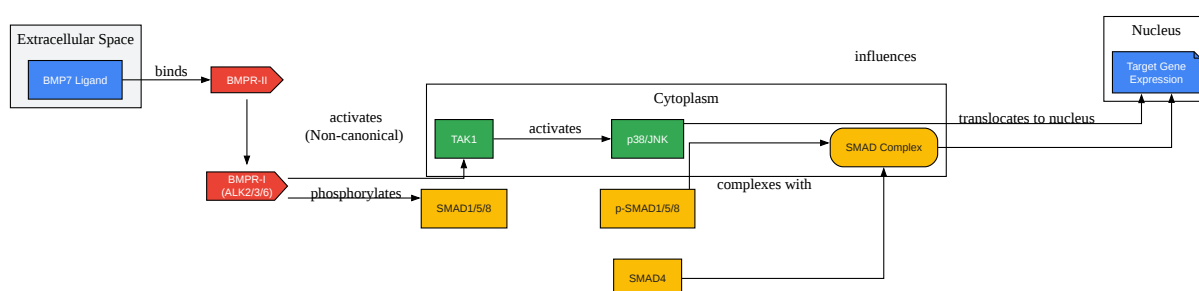 Extracellular Space
BMP7 Ligand
binds
BMPR-II
BMPR-I
(ALK2/3/6)
activates
(Non-canonical)
phosphorylates
Cytoplasm
TAK1
activates
p38/JNK
SMAD Complex
SMAD1/5/8
p-SMAD1/5/8
complexes with
SMAD4
influences
translocates to nucleus
Nucleus
Target Gene
Expression